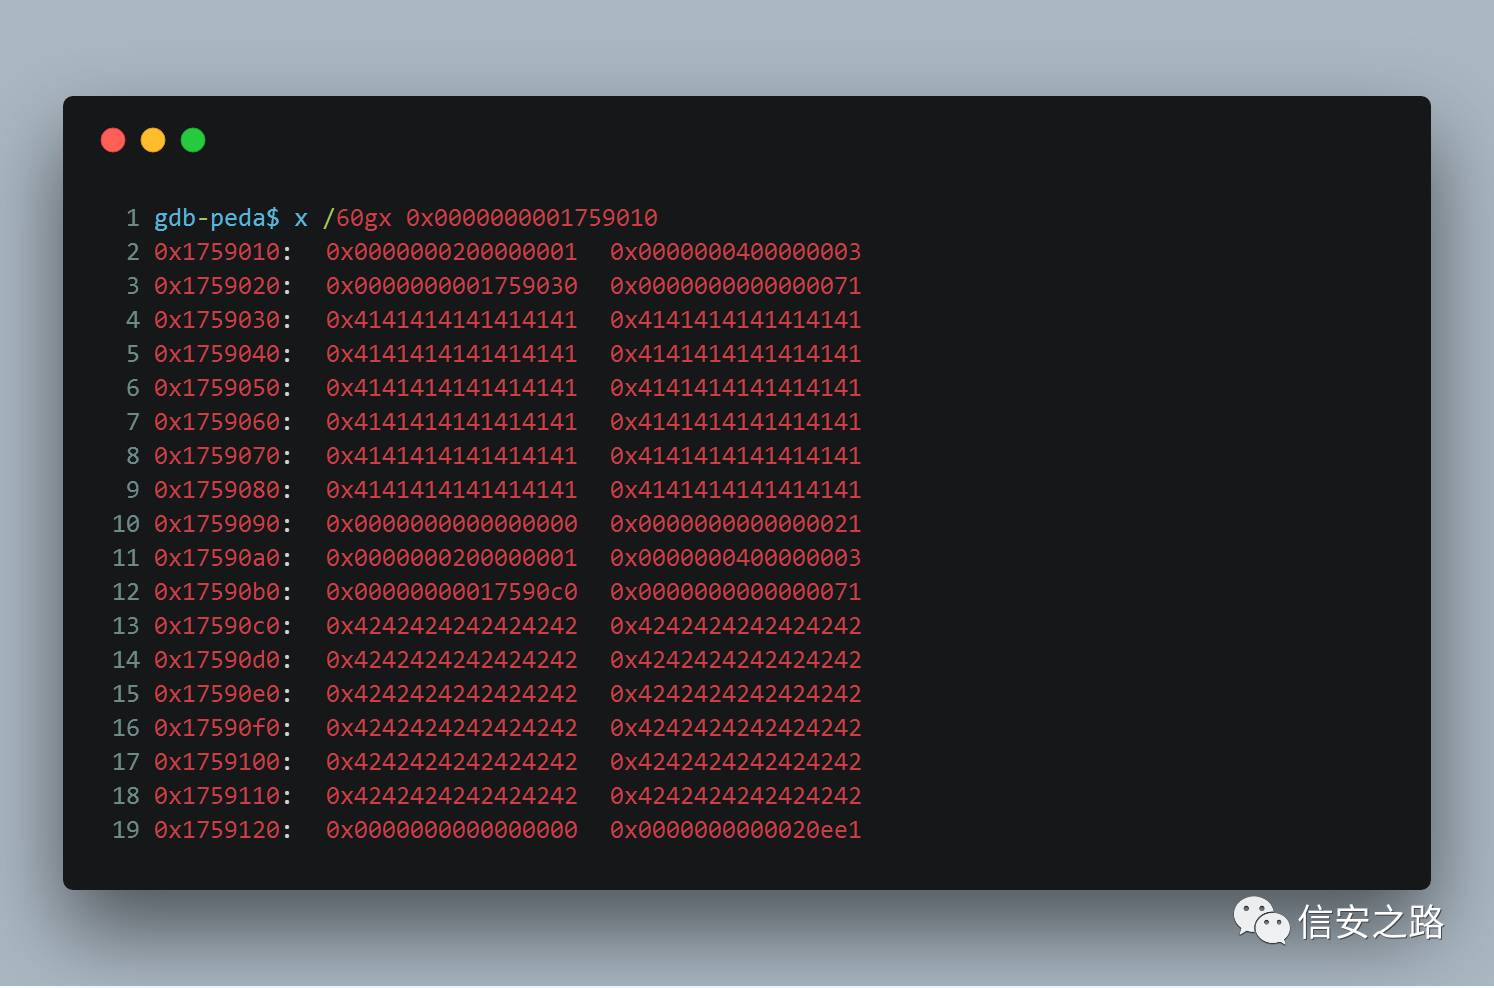 1 gdb-peda$ x /60gx 0x0000000001759010
2 0x1759010: 0x0000000200000001 0x0000000400000003
3 0x1759020: 0x0000000001759030 0x0000000000000071
4 0x1759030: 0x4141414141414141 0x4141414141414141
5 0x1759040: 0x4141414141414141 0x4141414141414141
6 0x1759050: 0x4141414141414141 0x4141414141414141
7 0x1759060: 0x4141414141414141 0x4141414141414141
8 0x1759070: 0x4141414141414141 0x4141414141414141
9 0x1759080: 0x4141414141414141 0x4141414141414141
10 0x1759090: 0x0000000000000000 0x0000000000000021
11 0x17590a0: 0x0000000200000001 0x0000000400000003
12 0x17590b0: 0x00000000017590c0 0x0000000000000071
13 0x17590c0: 0x4242424242424242 0x4242424242424242
14 0x17590d0: 0x4242424242424242 0x4242424242424242
15 0x17590e0: 0x4242424242424242 0x4242424242424242
16 0x17590f0: 0x4242424242424242 0x4242424242424242
17 0x1759100: 0x4242424242424242 0x4242424242424242
18 0x1759110: 0x4242424242424242 0x4242424242424242
19 0x1759120: 0x0000000000000000 0x0000000000020ee1
信安之路